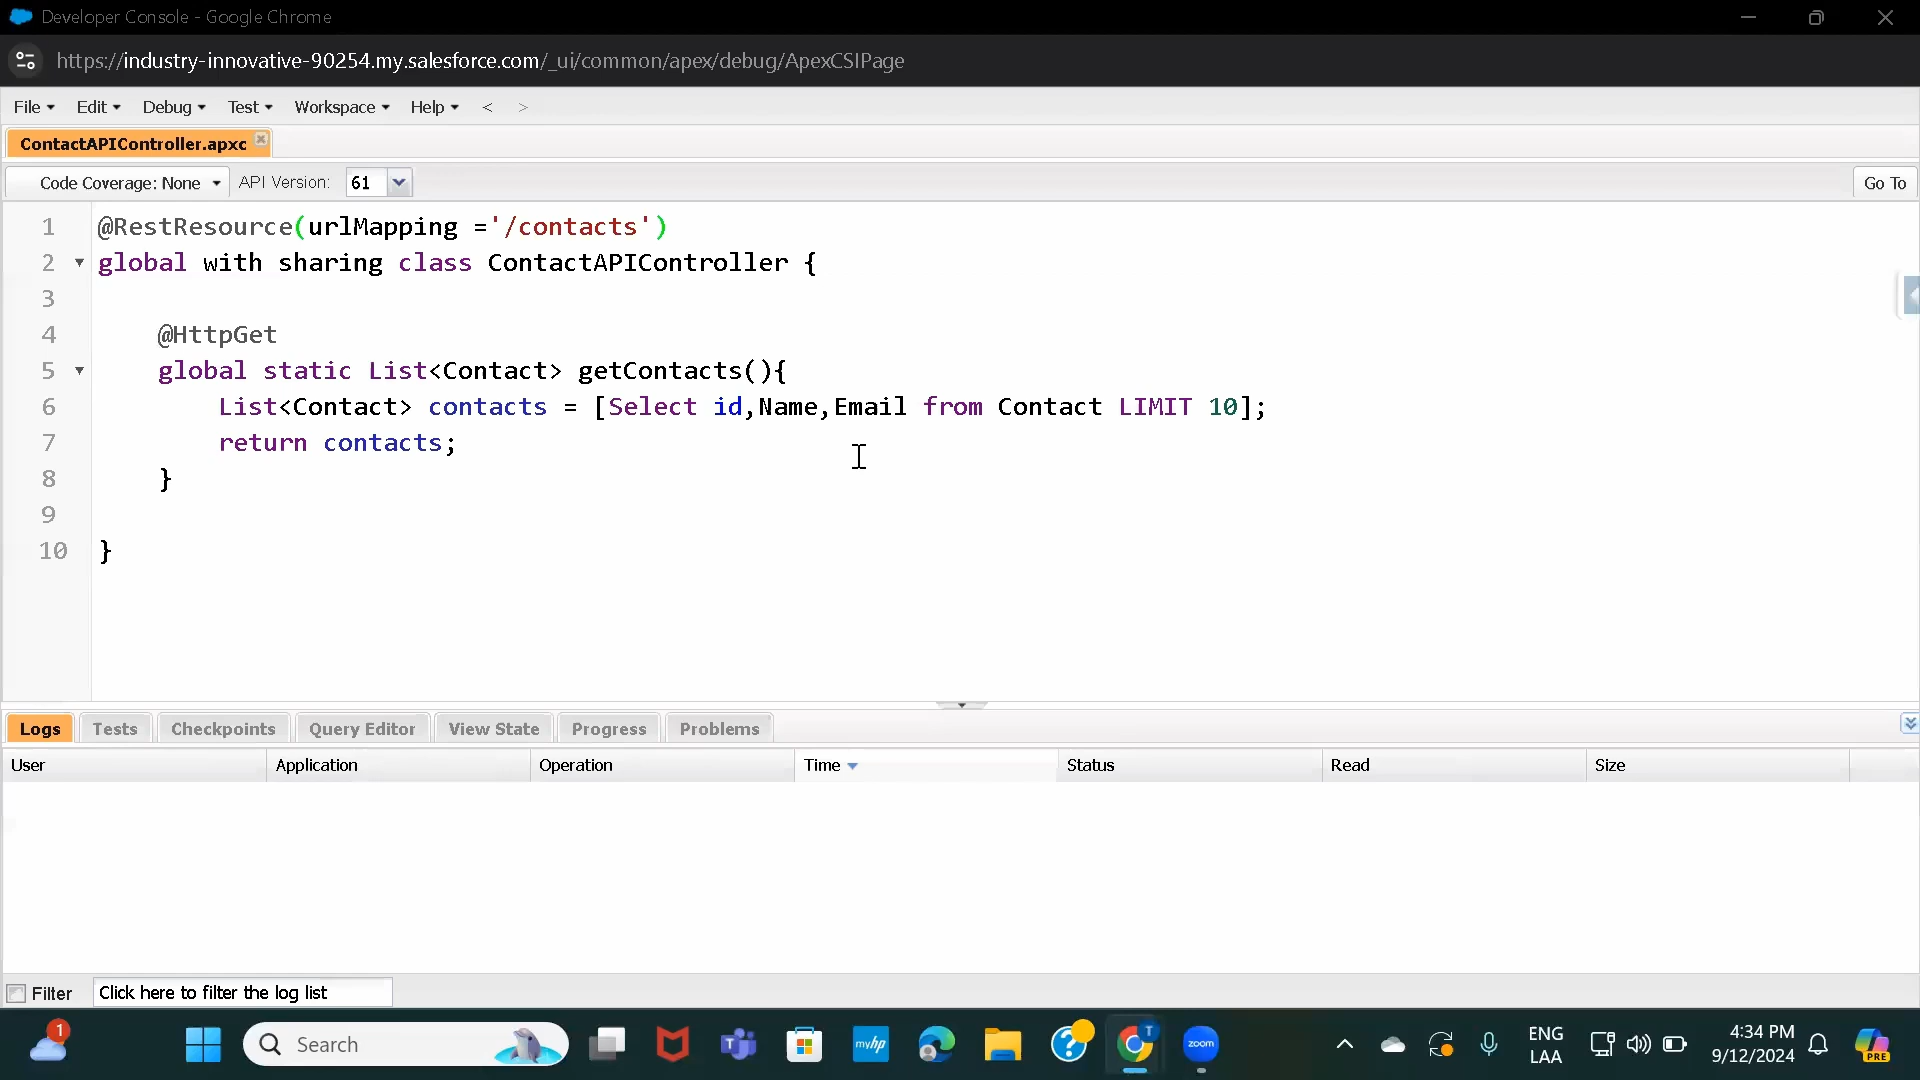 Developer Console - Google Chrome
https://industry-innovative-90254.my.salesforce.com/_ui/common/apex/debug/ApexCSIPage
File Edit Debug Test Workspace Help < >
ContactAPIController.apxc
Code Coverage: None API Version: 61 Go To
1 @RestResource(urlMapping ='/contacts')
2 global with sharing class ContactAPIController {
3
4 @HttpGet
5 global static List<Contact> getContacts(){
6 List<Contact> contacts = [Select id,Name,Email from Contact LIMIT 10];
7 return contacts;
8 }
9
10 }
Logs Tests Checkpoints Query Editor View State Progress Problems
User Application Operation Time Status Read Size
Filter Click here to filter the log list
1 Search T myhp ? T zoom ENG LAA 4:34 PM 9/12/2024 PRE